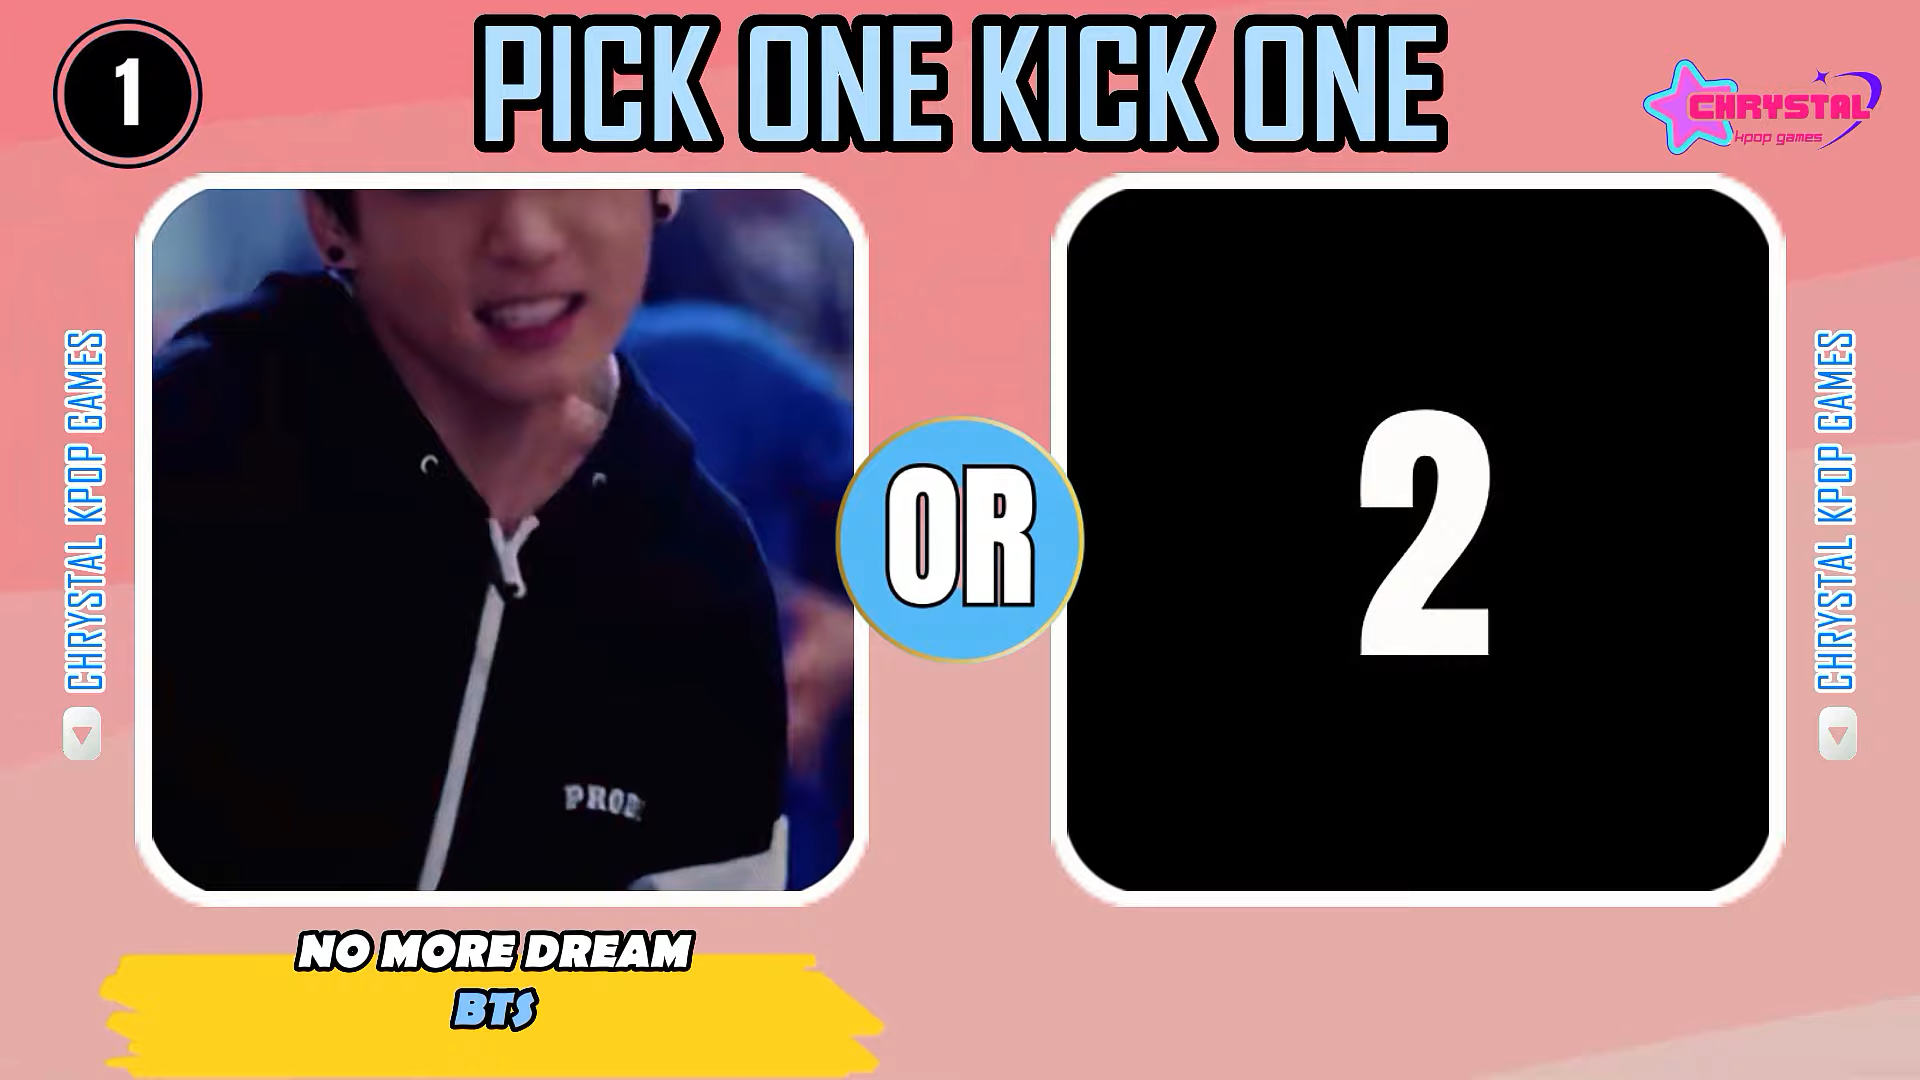 1
PICK ONE KICK ONE
CHRYSTAL
kpop games
CHRYSTAL KPOP GAMES
OR
2
CHRYSTAL KPOP GAMES
NO MORE DREAM
BTS